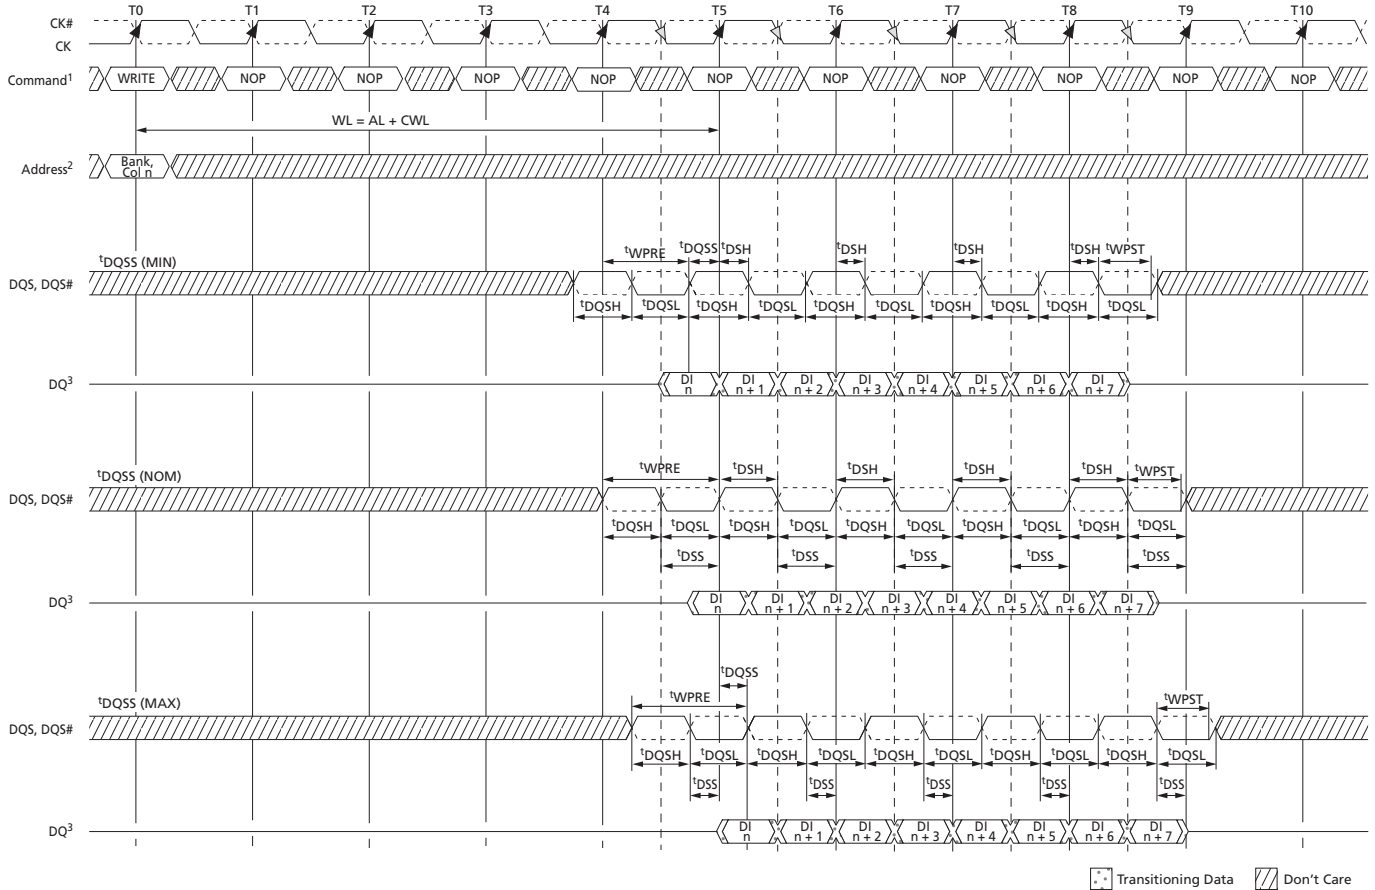 T0 T1 T2 T3 T4 T5 T6 T7 T8 T9 T10
CK#
CK
Command¹ WRITE NOP NOP NOP NOP NOP NOP NOP NOP NOP NOP
WL = AL + CWL
Address² Bank,
Col n
tDQSS (MIN) tWPRE tDQSS tDSH tDSH tDSH tDSH tWPST
DQS, DQS#
tDQSH tDQSL tDQSH tDQSL tDQSH tDQSL tDQSH tDQSL tDQSH tDQSL
DQ³ DI n DI n + 1 DI n + 2 DI n + 3 DI n + 4 DI n + 5 DI n + 6 DI n + 7
tDQSS (NOM) tWPRE tDSH tDSH tDSH tDSH tWPST
DQS, DQS#
tDQSH tDQSL tDQSH tDQSL tDQSH tDQSL tDQSH tDQSL tDQSH tDQSL
tDSS tDSS tDSS tDSS tDSS
DQ³ DI n DI n + 1 DI n + 2 DI n + 3 DI n + 4 DI n + 5 DI n + 6 DI n + 7
tDQSS
tDQSS (MAX) tWPRE tWPST
DQS, DQS#
tDQSH tDQSL tDQSH tDQSL tDQSH tDQSL tDQSH tDQSL tDQSH tDQSL
tDSS tDSS tDSS tDSS tDSS
DQ³ DI n DI n + 1 DI n + 2 DI n + 3 DI n + 4 DI n + 5 DI n + 6 DI n + 7
Transitioning Data Don't Care